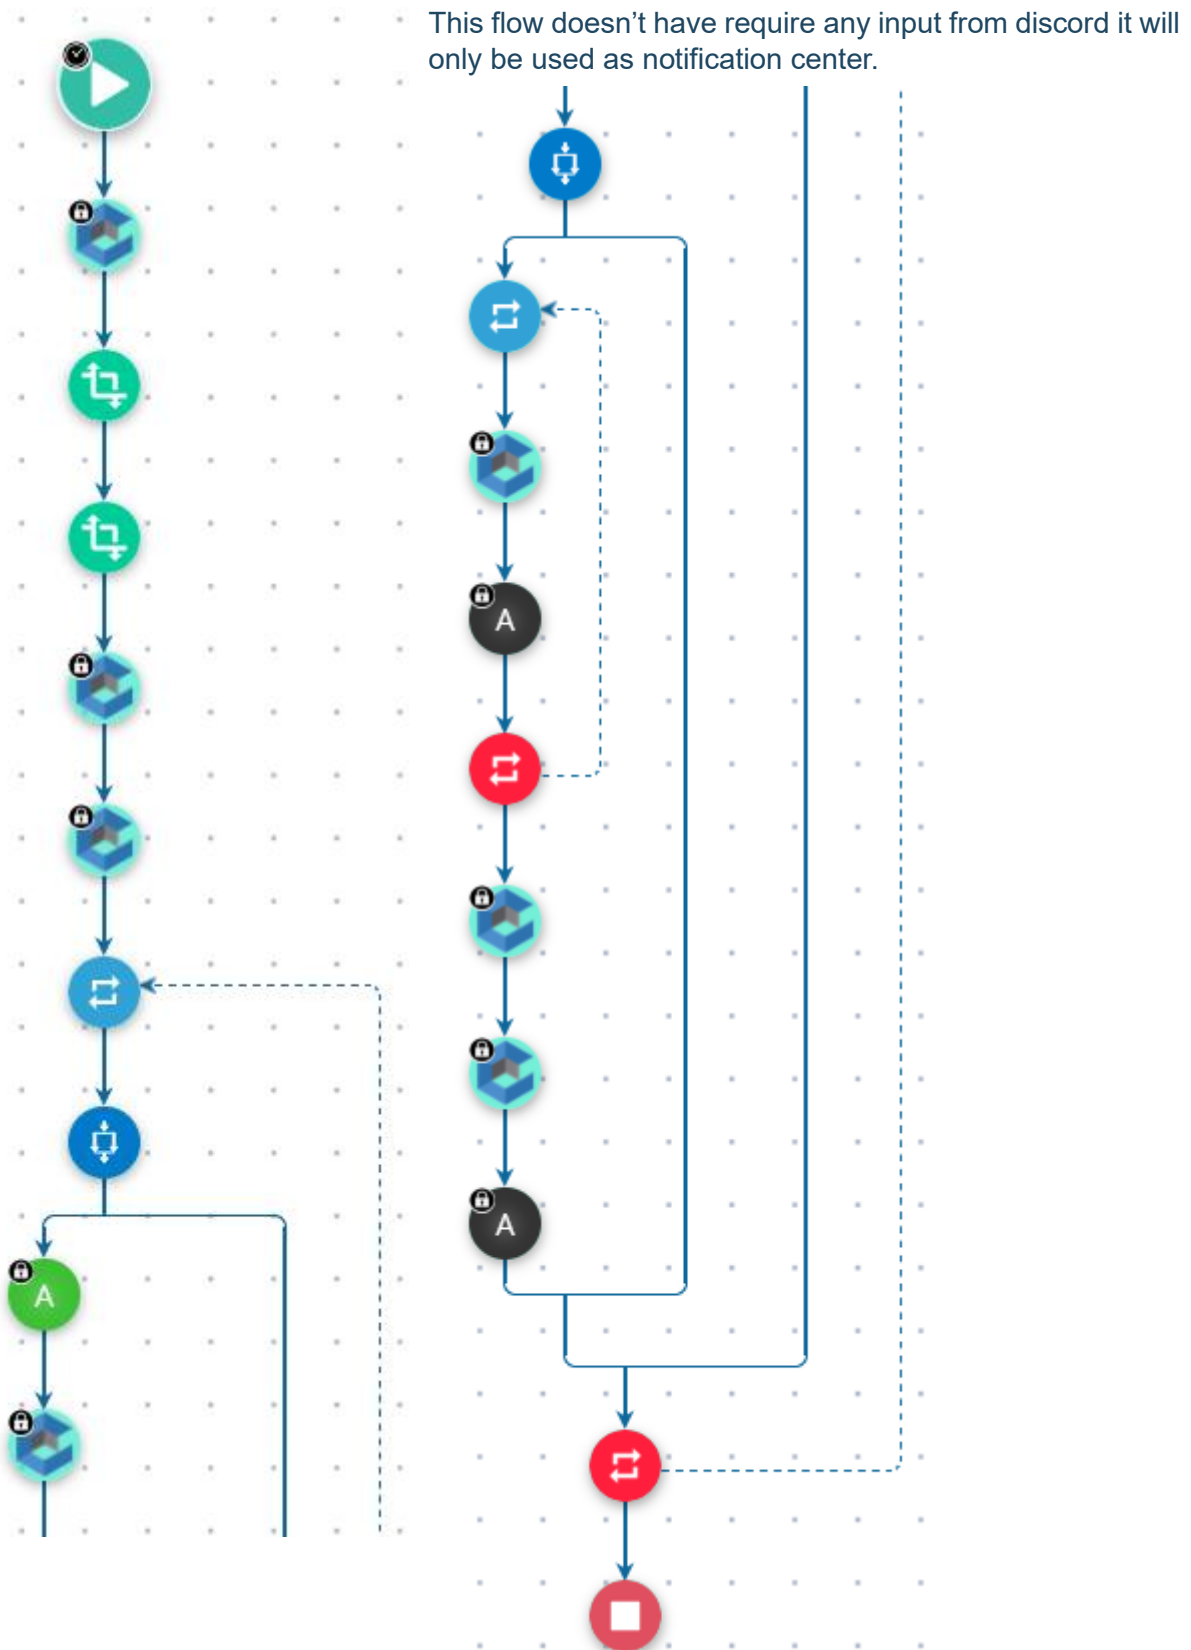 This flow doesn’t have require any input from discord it will
only be used as notification center.
A
A
A